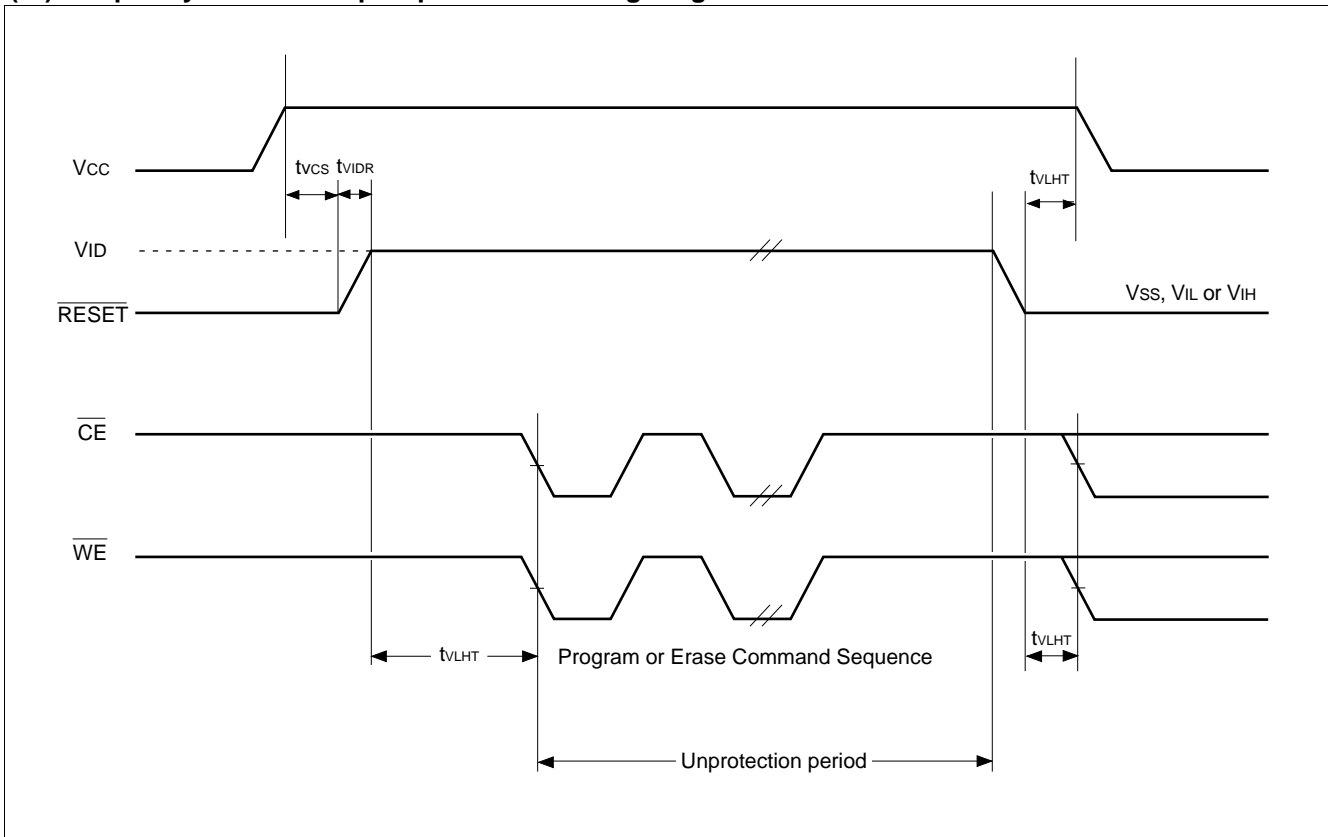 VCC
tVCS
tVIDR
tVLHT
VID
RESET
VSS, VIL or VIH
CE
WE
tVLHT
Program or Erase Command Sequence
tVLHT
Unprotection period